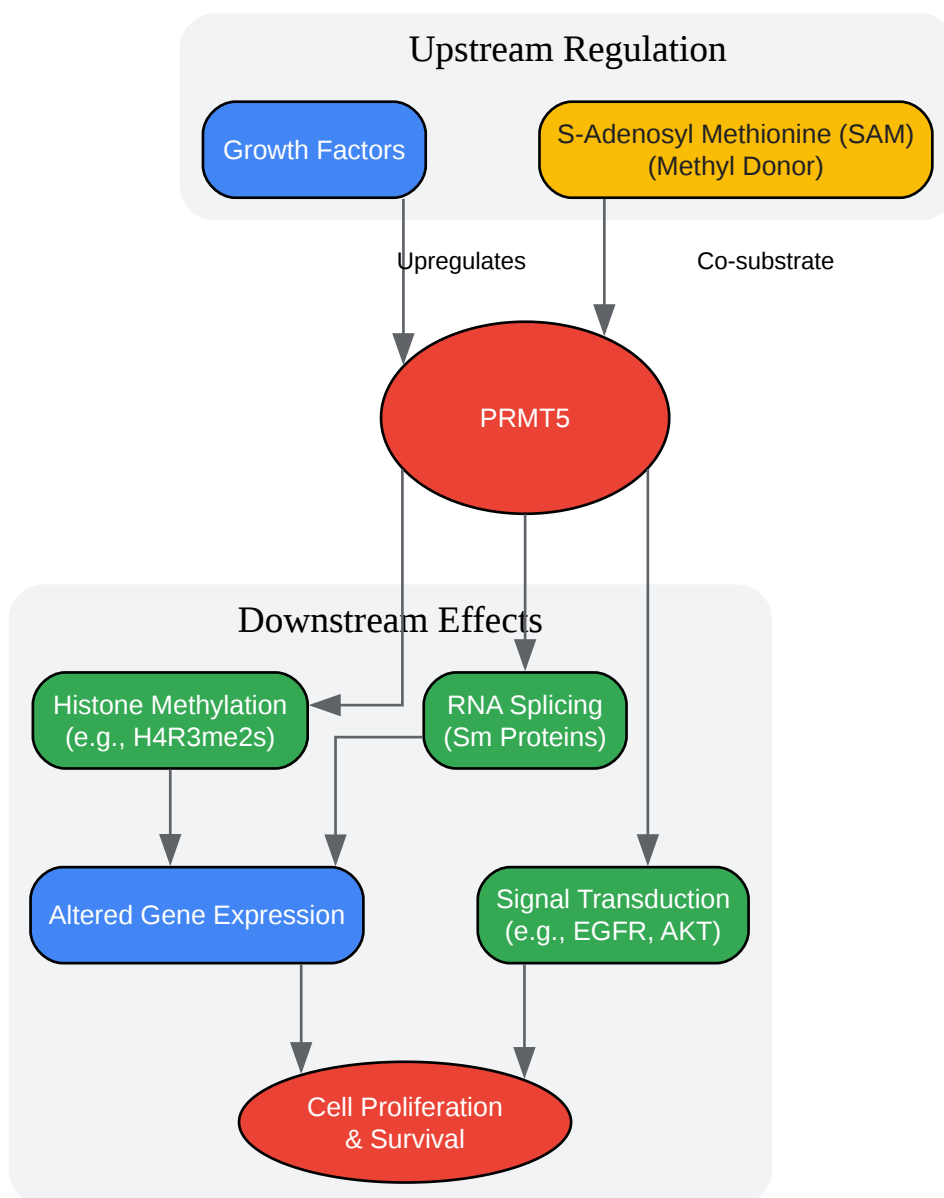 Upstream Regulation
Growth Factors
S-Adenosyl Methionine (SAM)
(Methyl Donor)
Upregulates
Co-substrate
PRMT5
Downstream Effects
Histone Methylation
(e.g., H4R3me2s)
RNA Splicing
(Sm Proteins)
Altered Gene Expression
Signal Transduction
(e.g., EGFR, AKT)
Cell Proliferation
& Survival